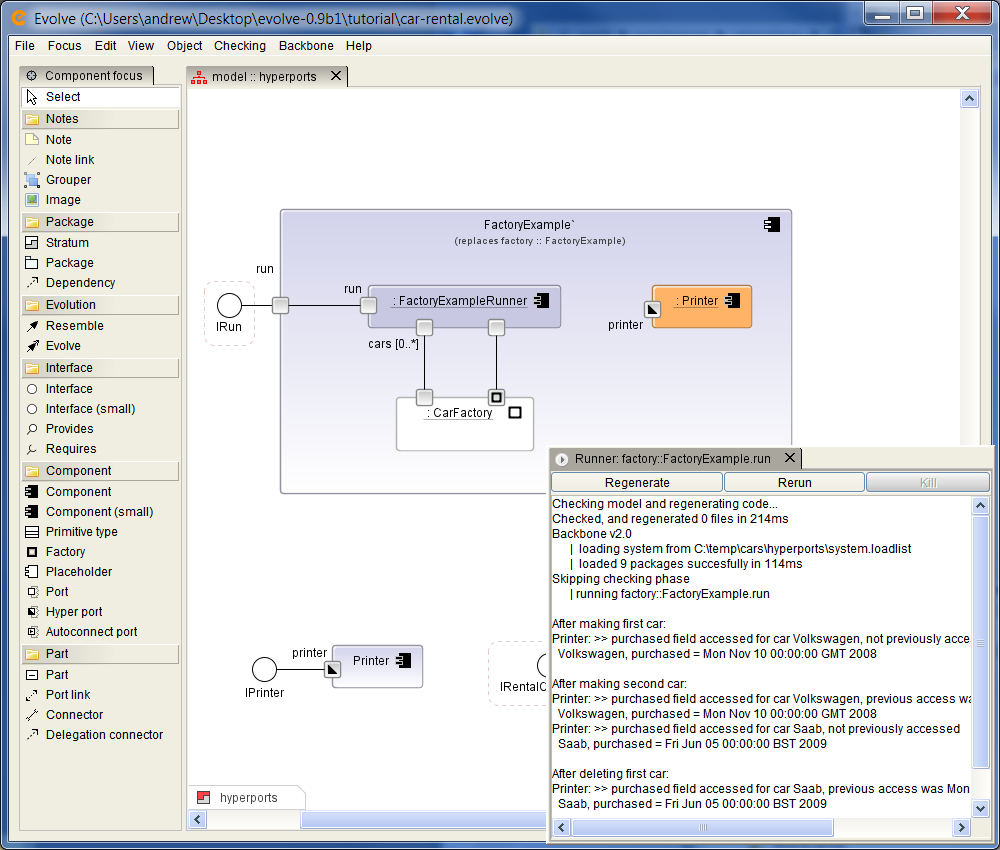 Evolve (C:\Users\andrew\Desktop\evolve-0.9b1\tutorial\car-rental.evolve)
File Focus Edit View Object Checking Backbone Help
Component focus
Select
Notes
Note
Note link
Grouper
Image
Package
Stratum
Package
Dependency
Evolution
Resemble
Evolve
Interface
Interface
Interface (small)
Provides
Requires
Component
Component
Component (small)
Primitive type
Factory
Placeholder
Port
Hyper port
Autoconnect port
Part
Part
Port link
Connector
Delegation connector
model :: hyperports
FactoryExample`
(replaces factory :: FactoryExample)
run
IRun
run
: FactoryExampleRunner
: Printer
printer
cars [0..*]
: CarFactory
printer
Printer
IPrinter
hyperports
Runner: factory::FactoryExample.run
Regenerate Rerun Kill
Checking model and regenerating code...
Checked, and regenerated 0 files in 214ms
Backbone v2.0
| loading system from C:\temp\cars\hyperports\system.loadlist
| loaded 9 packages succesfully in 114ms
Skipping checking phase
| running factory::FactoryExample.run
After making first car:
Printer: >> purchased field accessed for car Volkswagen, not previously acce
Volkswagen, purchased = Mon Nov 10 00:00:00 GMT 2008
After making second car:
Printer: >> purchased field accessed for car Volkswagen, previous access wa
Volkswagen, purchased = Mon Nov 10 00:00:00 GMT 2008
Printer: >> purchased field accessed for car Saab, not previously accessed
Saab, purchased = Fri Jun 05 00:00:00 BST 2009
After deleting first car:
Printer: >> purchased field accessed for car Saab, previous access was Mon
Saab, purchased = Fri Jun 05 00:00:00 BST 2009